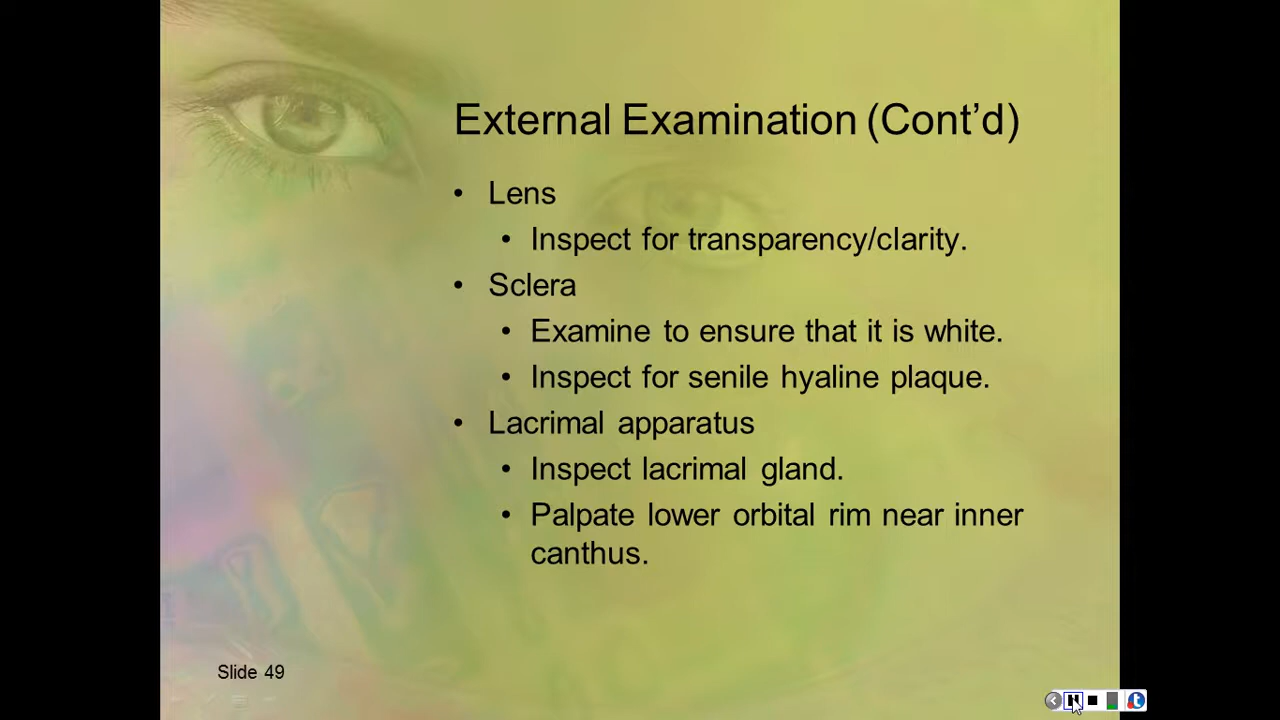 External Examination (Cont’d)
• Lens
• Inspect for transparency/clarity.
• Sclera
• Examine to ensure that it is white.
• Inspect for senile hyaline plaque.
• Lacrimal apparatus
• Inspect lacrimal gland.
• Palpate lower orbital rim near inner
canthus.
Slide 49